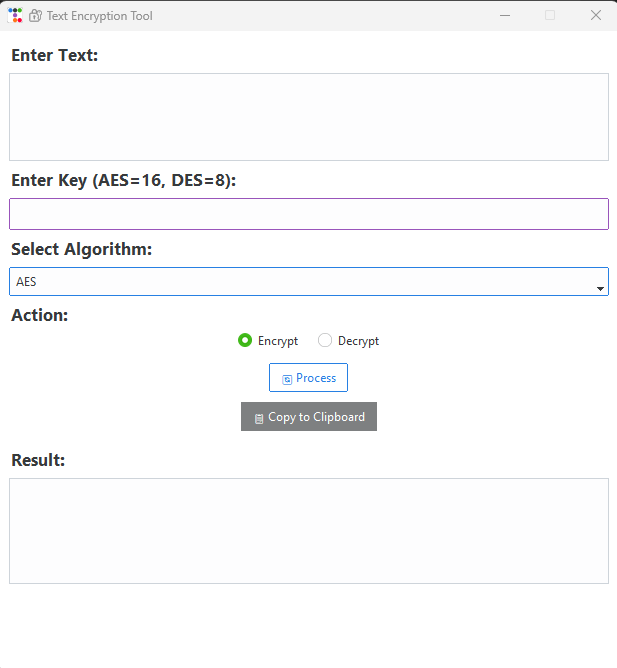 Text Encryption Tool
Enter Text:
Enter Key (AES=16, DES=8):
Select Algorithm:
AES
Action:
Encrypt Decrypt
Process
Copy to Clipboard
Result: